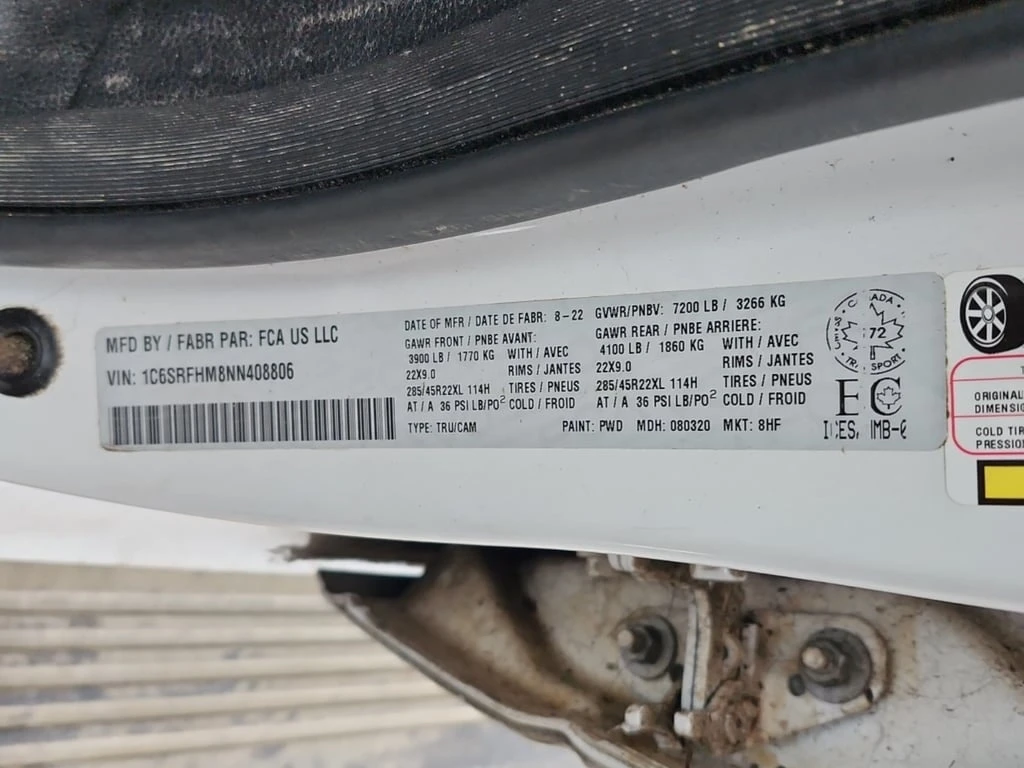 MFD BY / FABR PAR: FCA US LLC
VIN: 1C6SRFHM8NN408806
DATE OF MFR / DATE DE FABR: 8-22
GAWR FRONT / PNBE AVANT:
3900 LB / 1770 KG WITH / AVEC
22X9.0 RIMS / JANTES
285/45R22XL 114H TIRES / PNEUS
AT / A 36 PSI LB/PO² COLD / FROID
TYPE: TRU/CAM
GVWR/PNBV: 7200 LB / 3266 KG
GAWR REAR / PNBE ARRIERE:
4100 LB / 1860 KG WITH / AVEC
22X9.0 RIMS / JANTES
285/45R22XL 114H TIRES / PNEUS
AT / A 36 PSI LB/PO² COLD / FROID
PAINT: PWD MDH: 080320 MKT: 8HF
CANADA
72
EC
ORIGINAL
COLD